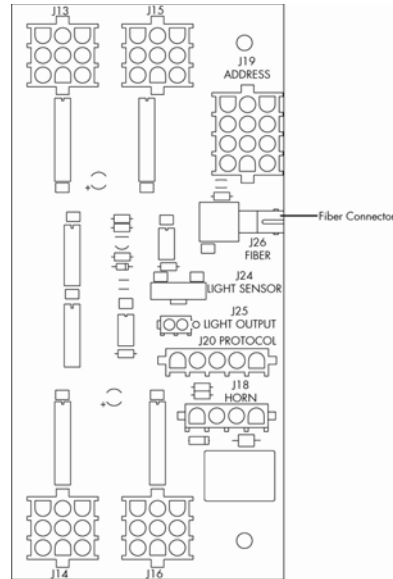 J13
J15
J19
ADDRESS
Fiber Connector
J26
FIBER
J24
LIGHT SENSOR
J25
LIGHT OUTPUT
J20 PROTOCOL
J18
HORN
J14
J16